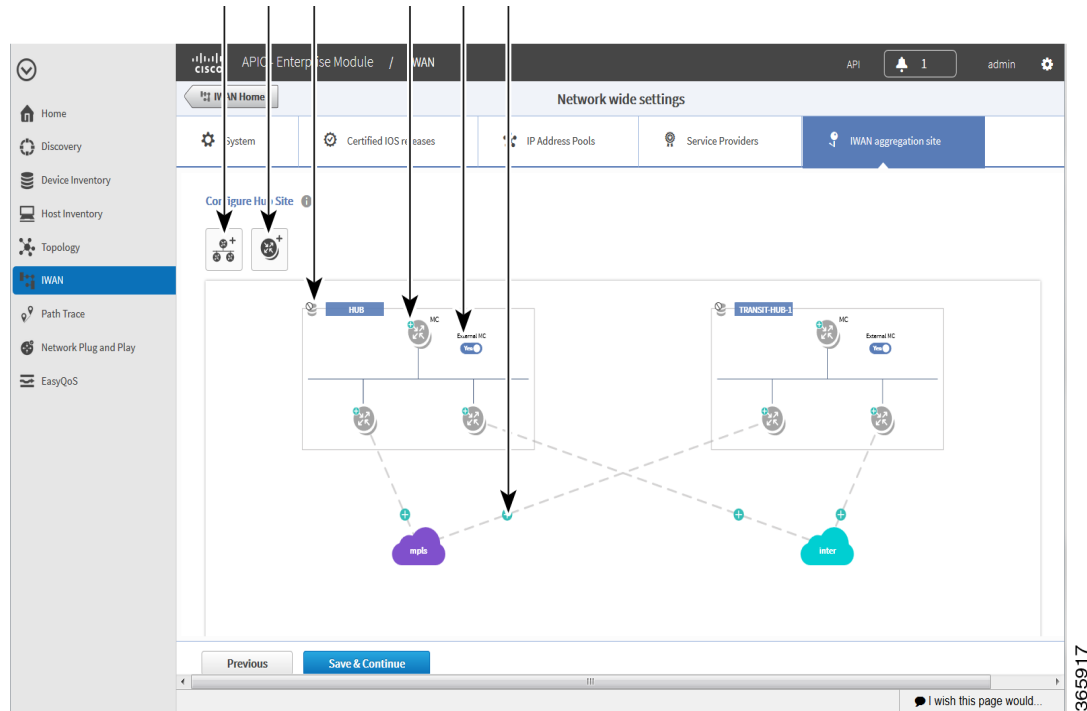 CISCO APIC - Enterprise Module / IWAN API 1 admin
IWAN Home
Network wide settings
Home
Discovery
Device Inventory
Host Inventory
Topology
IWAN
Path Trace
Network Plug and Play
EasyQoS
System
Certified IOS releases
IP Address Pools
Service Providers
IWAN aggregation site
Configure Hub Site
HUB
MC
External MC
Yes
TRANSIT-HUB-1
MC
External MC
Yes
mpls
inter
Previous
Save & Continue
I wish this page would...
365917